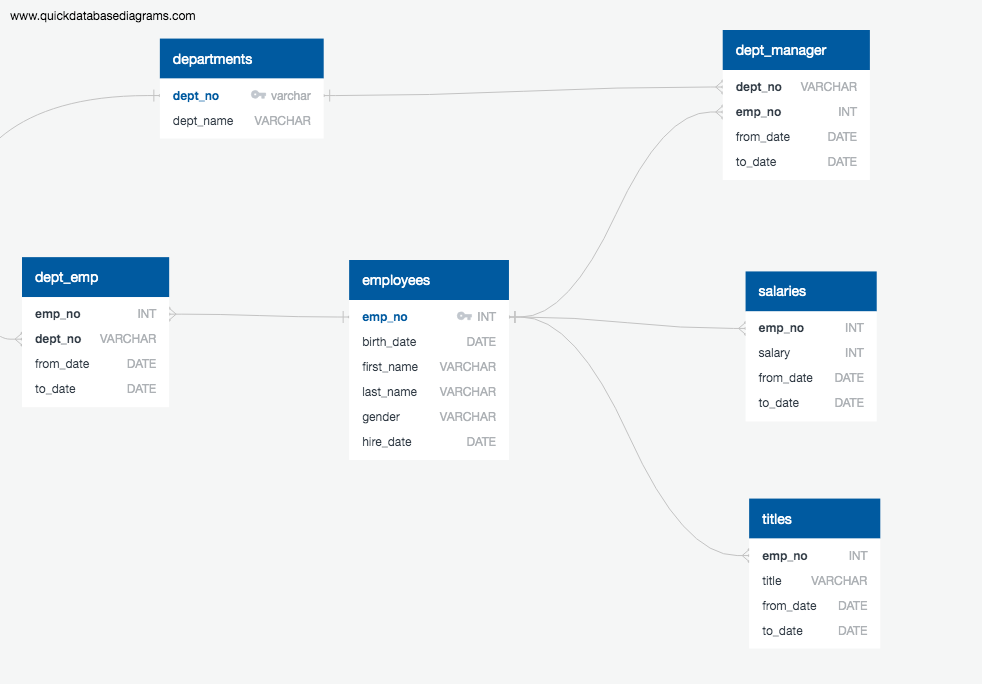 www.quickdatabasediagrams.com
departments
dept_no varchar
dept_name VARCHAR
dept_manager
dept_no VARCHAR
emp_no INT
from_date DATE
to_date DATE
dept_emp
emp_no INT
dept_no VARCHAR
from_date DATE
to_date DATE
employees
emp_no INT
birth_date DATE
first_name VARCHAR
last_name VARCHAR
gender VARCHAR
hire_date DATE
salaries
emp_no INT
salary INT
from_date DATE
to_date DATE
titles
emp_no INT
title VARCHAR
from_date DATE
to_date DATE